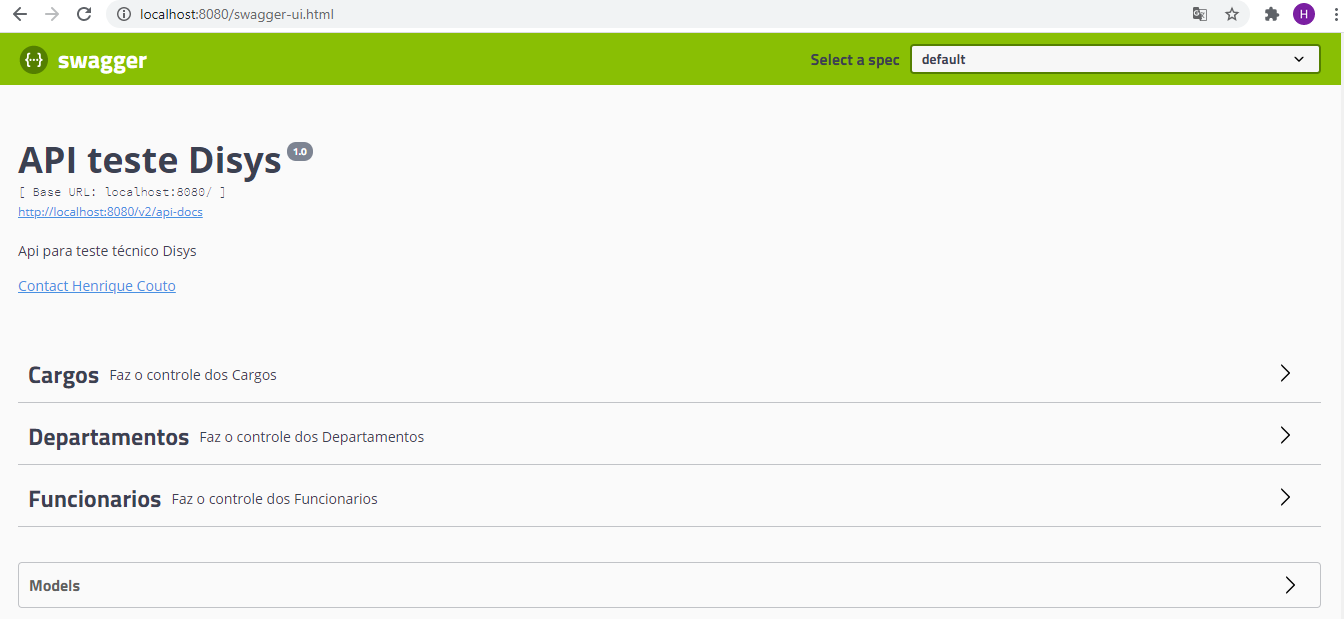 localhost:8080/swagger-ui.html
H
{··} swagger
Select a spec default
API teste Disys 1.0
[ Base URL: localhost:8080/ ]
http://localhost:8080/v2/api-docs
Api para teste técnico Disys
Contact Henrique Couto
Cargos Faz o controle dos Cargos
Departamentos Faz o controle dos Departamentos
Funcionarios Faz o controle dos Funcionarios
Models